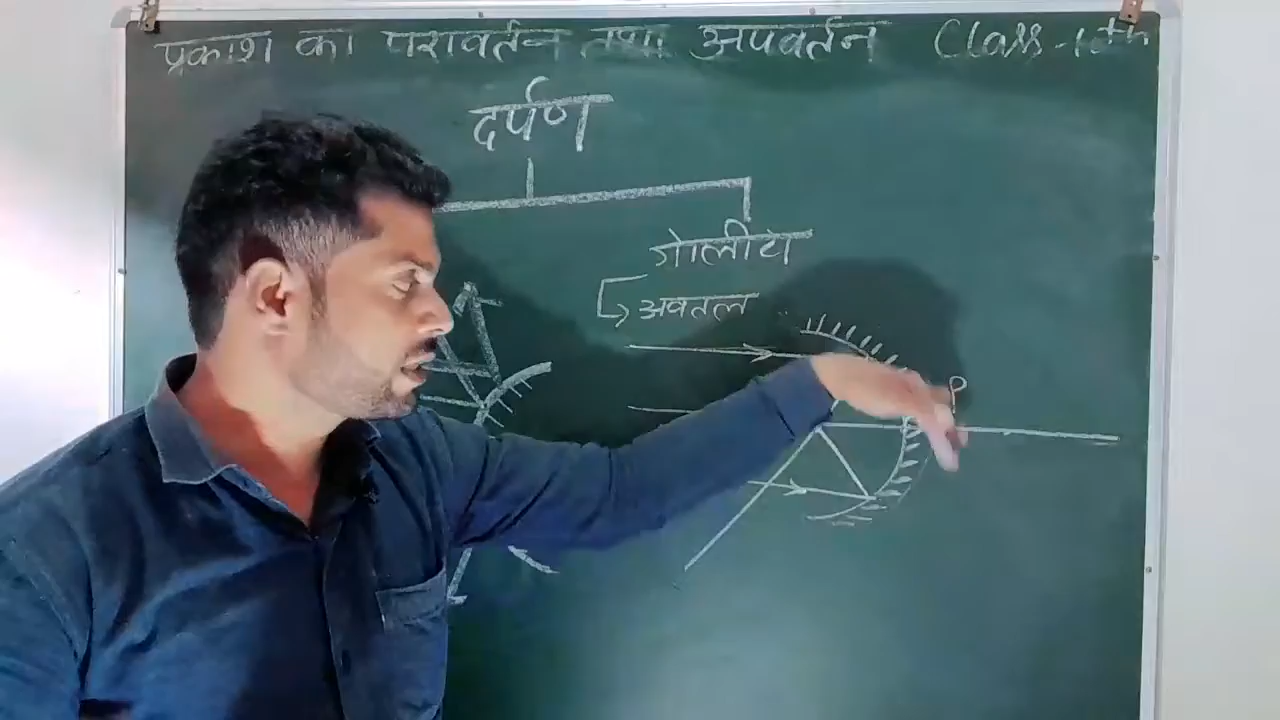 प्रकाश का परावर्तन तथा अपवर्तन Class-10th
दर्पण
गोलीय
अवतल
P